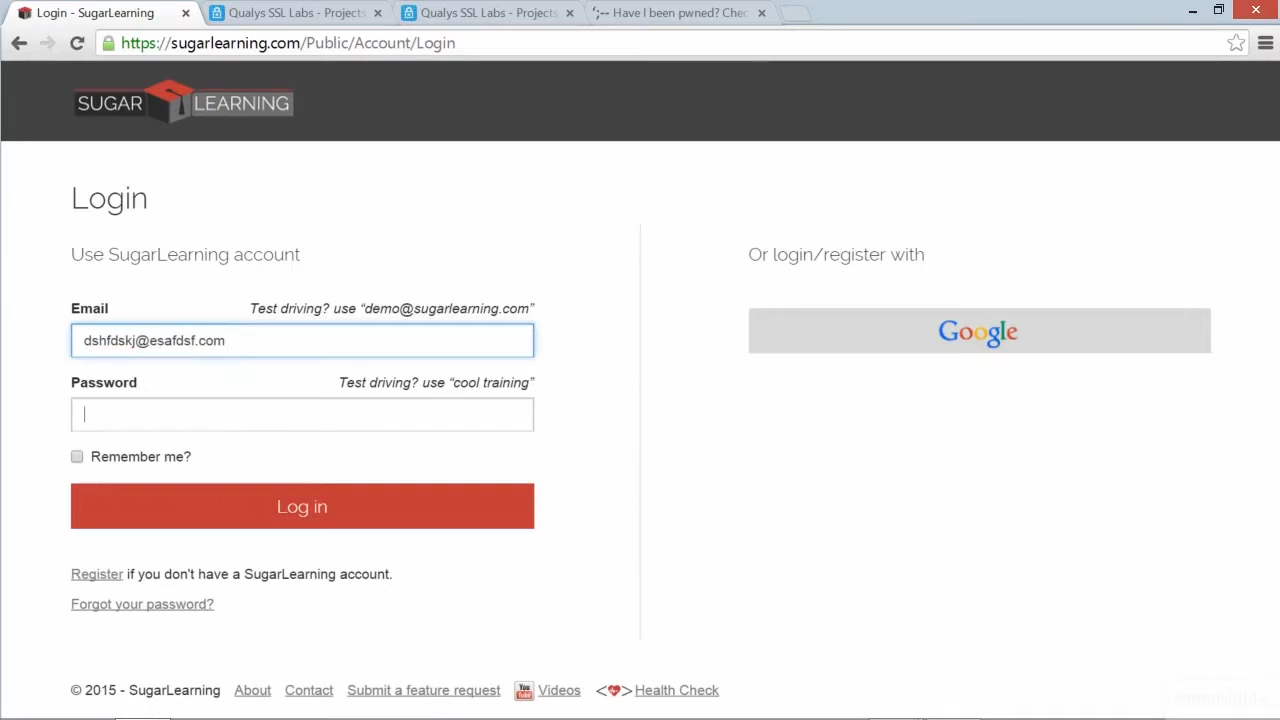 Login - SugarLearning
Qualys SSL Labs - Projects
Qualys SSL Labs - Projects
Have I been pwned? Chec
https://sugarlearning.com/Public/Account/Login
SUGAR LEARNING
Login
Use SugarLearning account
Or login/register with
Email
Test driving? use “demo@sugarlearning.com”
dshfdskj@esafdsf.com
Google
Password
Test driving? use “cool training”
Remember me?
Log in
Register if you don't have a SugarLearning account.
Forgot your password?
© 2015 - SugarLearning About Contact Submit a feature request You Tube Videos <> Health Check